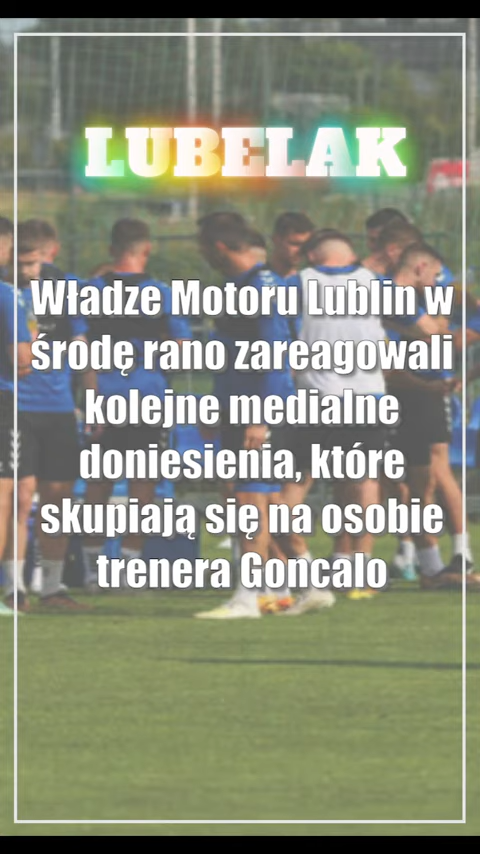 LUBELAK
Władze Motoru Lublin w
środę rano zareagowali
kolejne medialne
doniesienia, które
skupiają się na osobie
trenera Goncalo